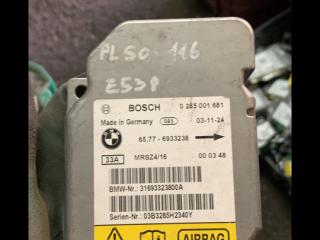 PL50 116
E53P
BOSCH 0 285 001 681
Made in Germany 03-11-24
65.77 - 6933238
33A MRSZ4/16 00 03 48
BMW-Nr.: 31693323800A
Serien-Nr.: 03B3285H2340Y
AIRBAG